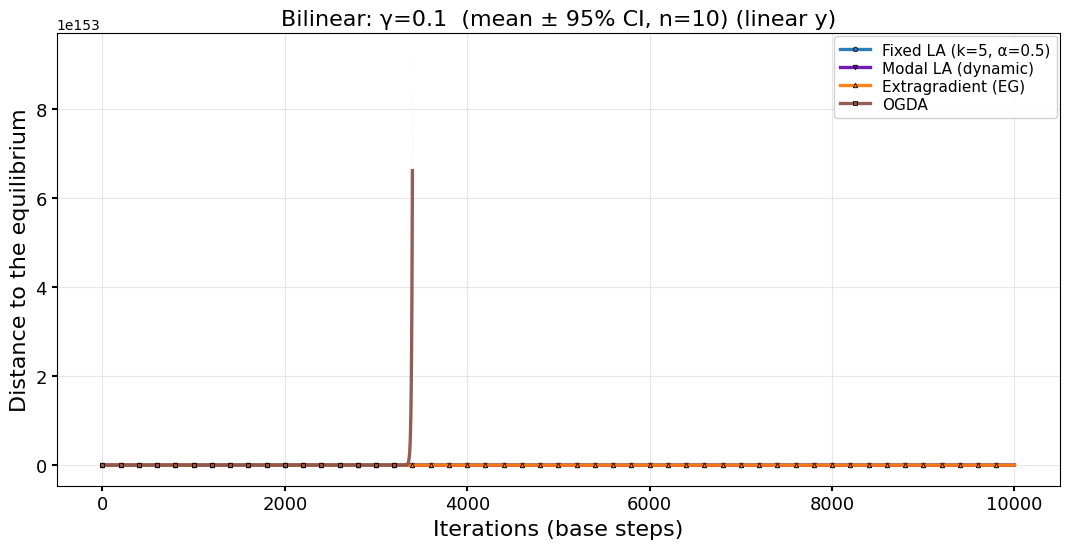 Bilinear: γ=0.1  (mean ± 95% CI, n=10) (linear y)
1e153
Fixed LA (k=5, α=0.5)
Modal LA (dynamic)
Extragradient (EG)
OGDA
Distance to the equilibrium
8
6
4
2
0
0 2000 4000 6000 8000 10000
Iterations (base steps)